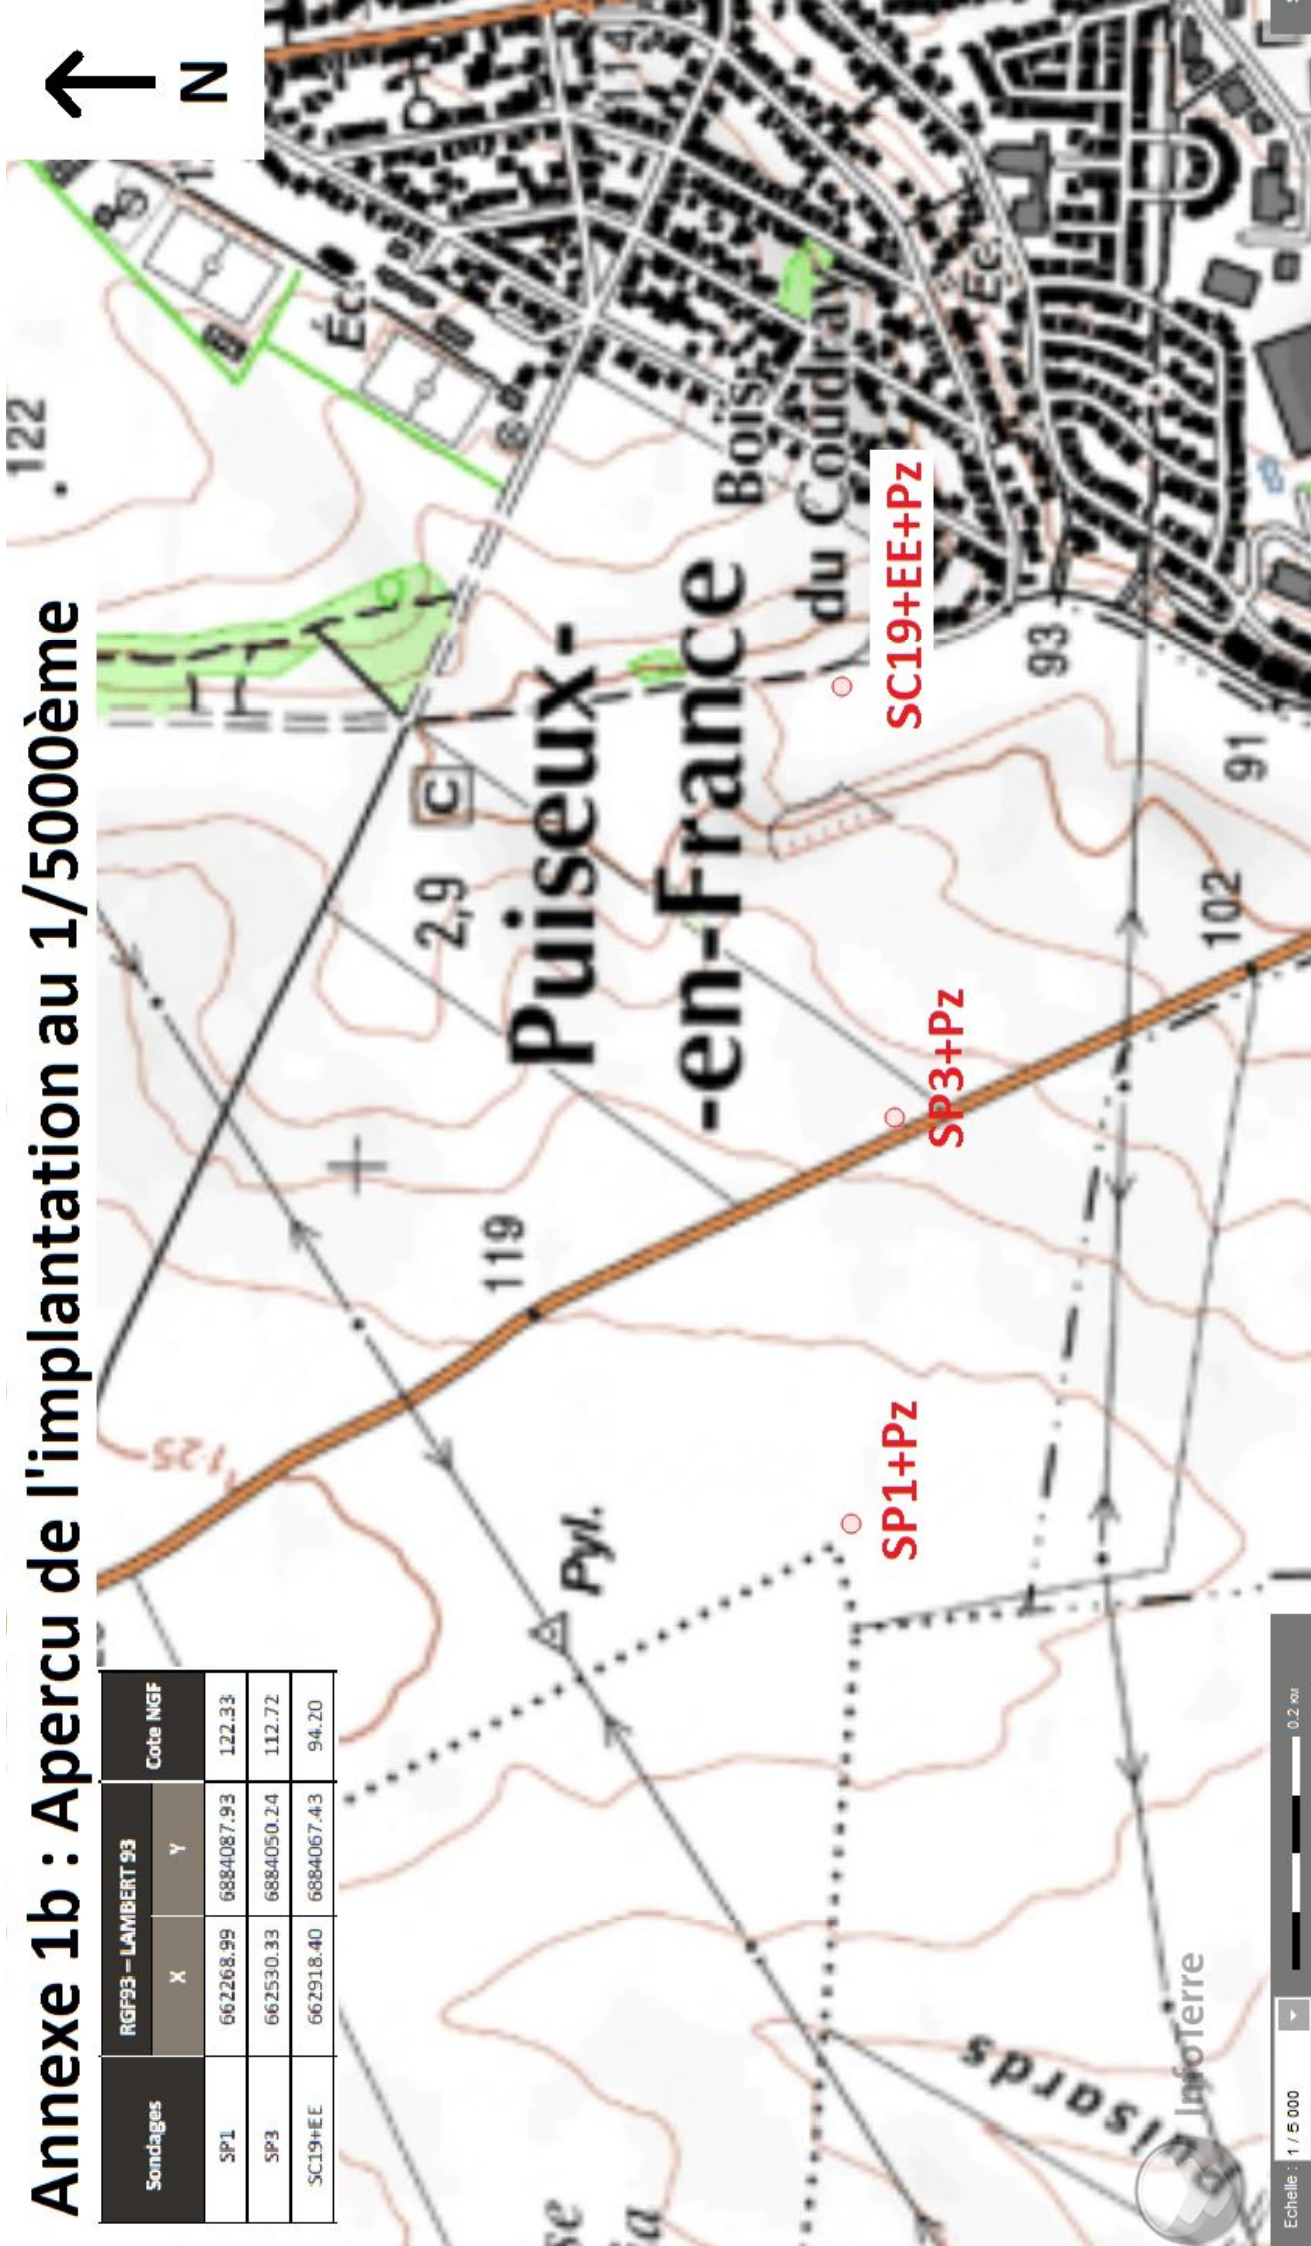 Annexe 1b : Apercu de l'implantation au 1/5000ème
N
Sondages
RGF93 – LAMBERT 93
Cote NGF
X
Y
SP1
662268.99
6884087.93
122.33
SP3
662530.33
6884050.24
112.72
SC19+EE
662918.40
6884067.43
94.20
122
125
119
2,9
C
Éc.
114
Puiseux-
-en-France
Bois
du Coudray
Éc.
Pyl.
SP1+Pz
SP3+Pz
SC19+EE+Pz
93
91
102
uisards
InfoTerre
Echelle : 1 / 5 000
0.2 KM